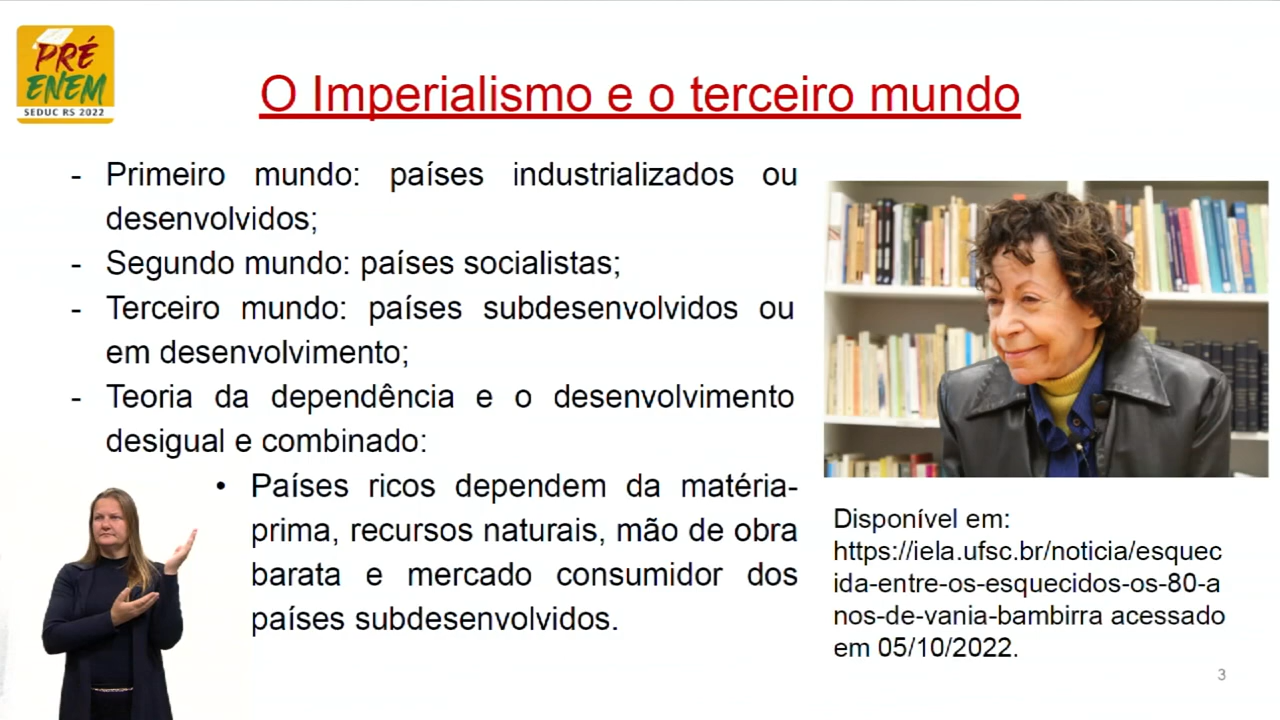 PRÉ
ENEM
SEDUC RS 2022
O Imperialismo e o terceiro mundo
- Primeiro mundo: países industrializados ou
desenvolvidos;
- Segundo mundo: países socialistas;
- Terceiro mundo: países subdesenvolvidos ou
em desenvolvimento;
- Teoria da dependência e o desenvolvimento
desigual e combinado:
• Países ricos dependem da matéria-
prima, recursos naturais, mão de obra
barata e mercado consumidor dos
países subdesenvolvidos.
Disponível em:
https://iela.ufsc.br/noticia/esquec
ida-entre-os-esquecidos-os-80-a
nos-de-vania-bambirra acessado
em 05/10/2022.
3